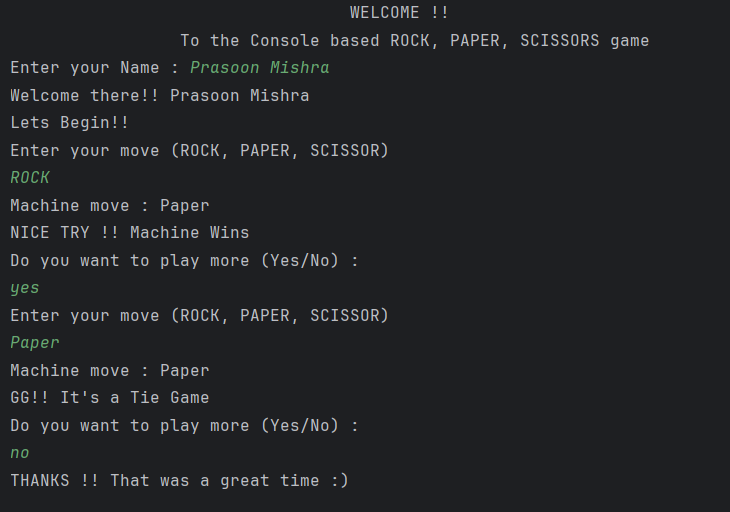 WELCOME !!
To the Console based ROCK, PAPER, SCISSORS game
Enter your Name : Prasoon Mishra
Welcome there!! Prasoon Mishra
Lets Begin!!
Enter your move (ROCK, PAPER, SCISSOR)
ROCK
Machine move : Paper
NICE TRY !! Machine Wins
Do you want to play more (Yes/No) :
yes
Enter your move (ROCK, PAPER, SCISSOR)
Paper
Machine move : Paper
GG!! It's a Tie Game
Do you want to play more (Yes/No) :
no
THANKS !! That was a great time :)